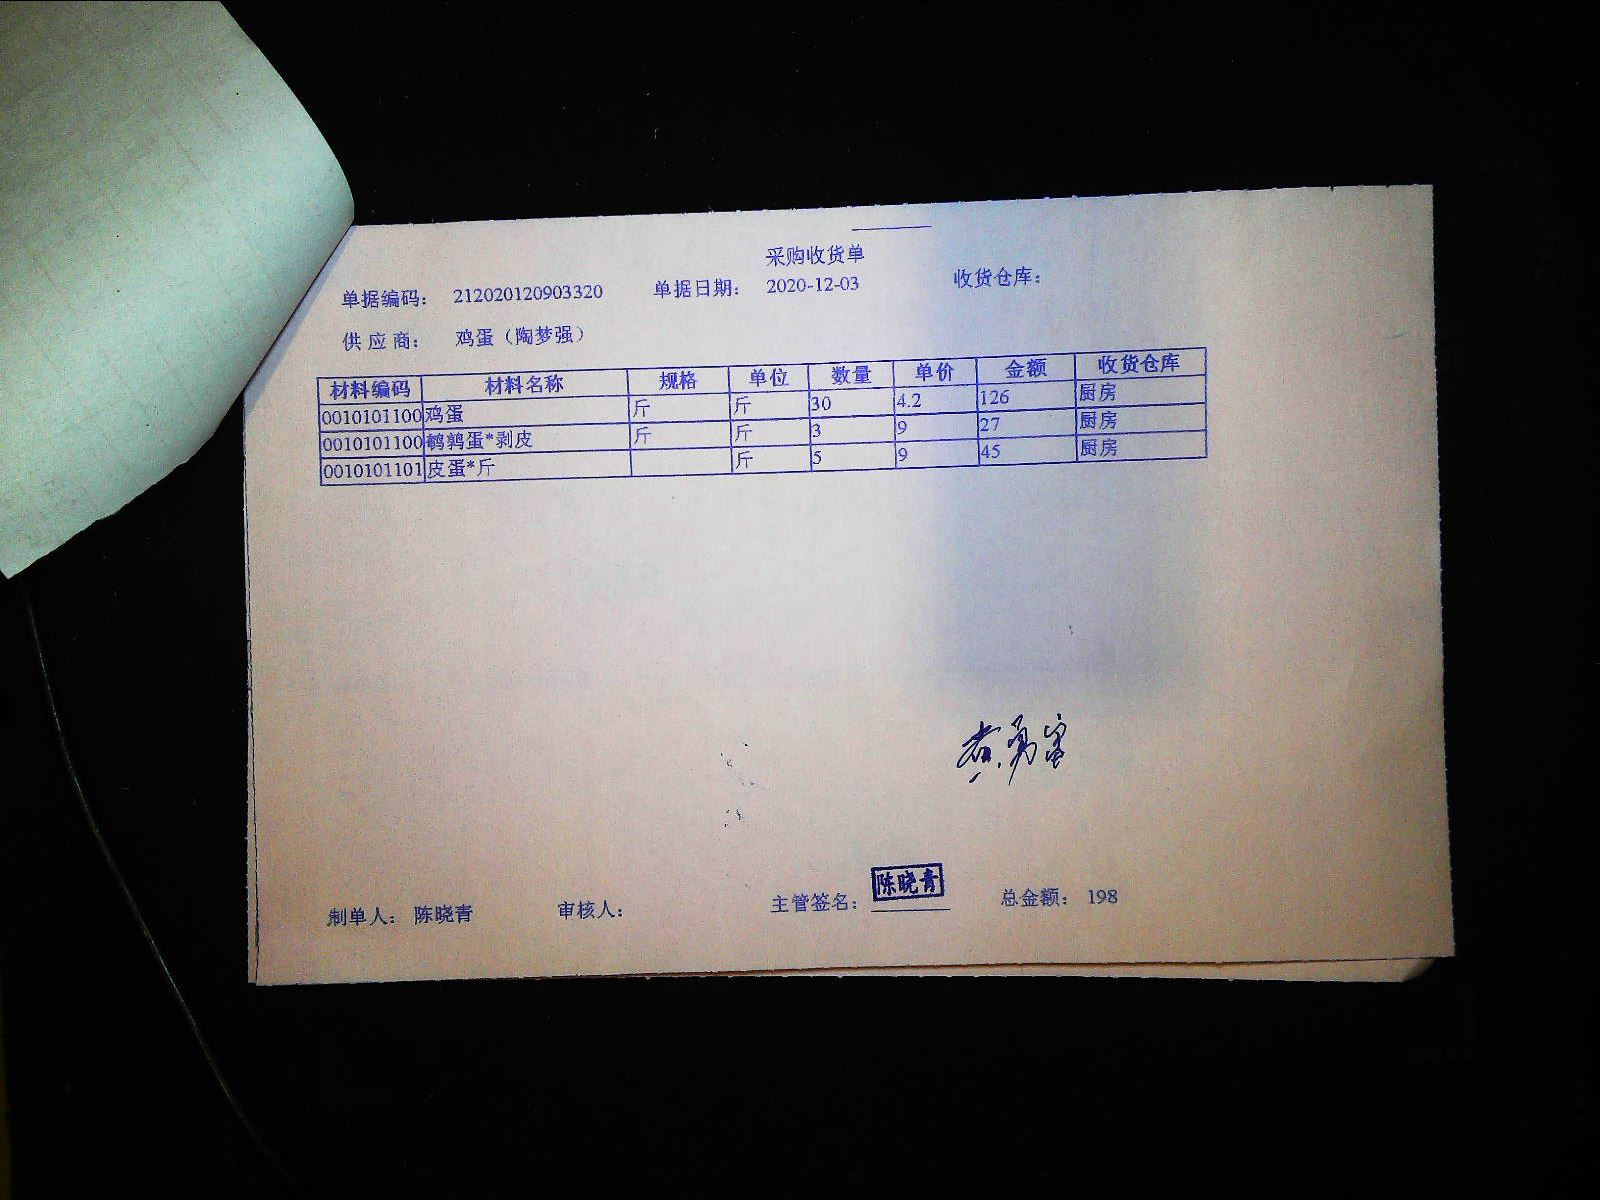 采购收货单
单据编码： 212020120903320 单据日期： 2020-12-03 收货仓库：
供 应 商： 鸡蛋（陶梦强）
材料编码 材料名称 规格 单位 数量 单价 金额 收货仓库
0010101100 鸡蛋 斤 斤 30 4.2 126 厨房
0010101100 鹌鹑蛋*剥皮 斤 斤 3 9 27 厨房
0010101101 皮蛋*斤 斤 5 9 45 厨房
陈晓青
制单人： 陈晓青 审核人： 主管签名： 总金额： 198